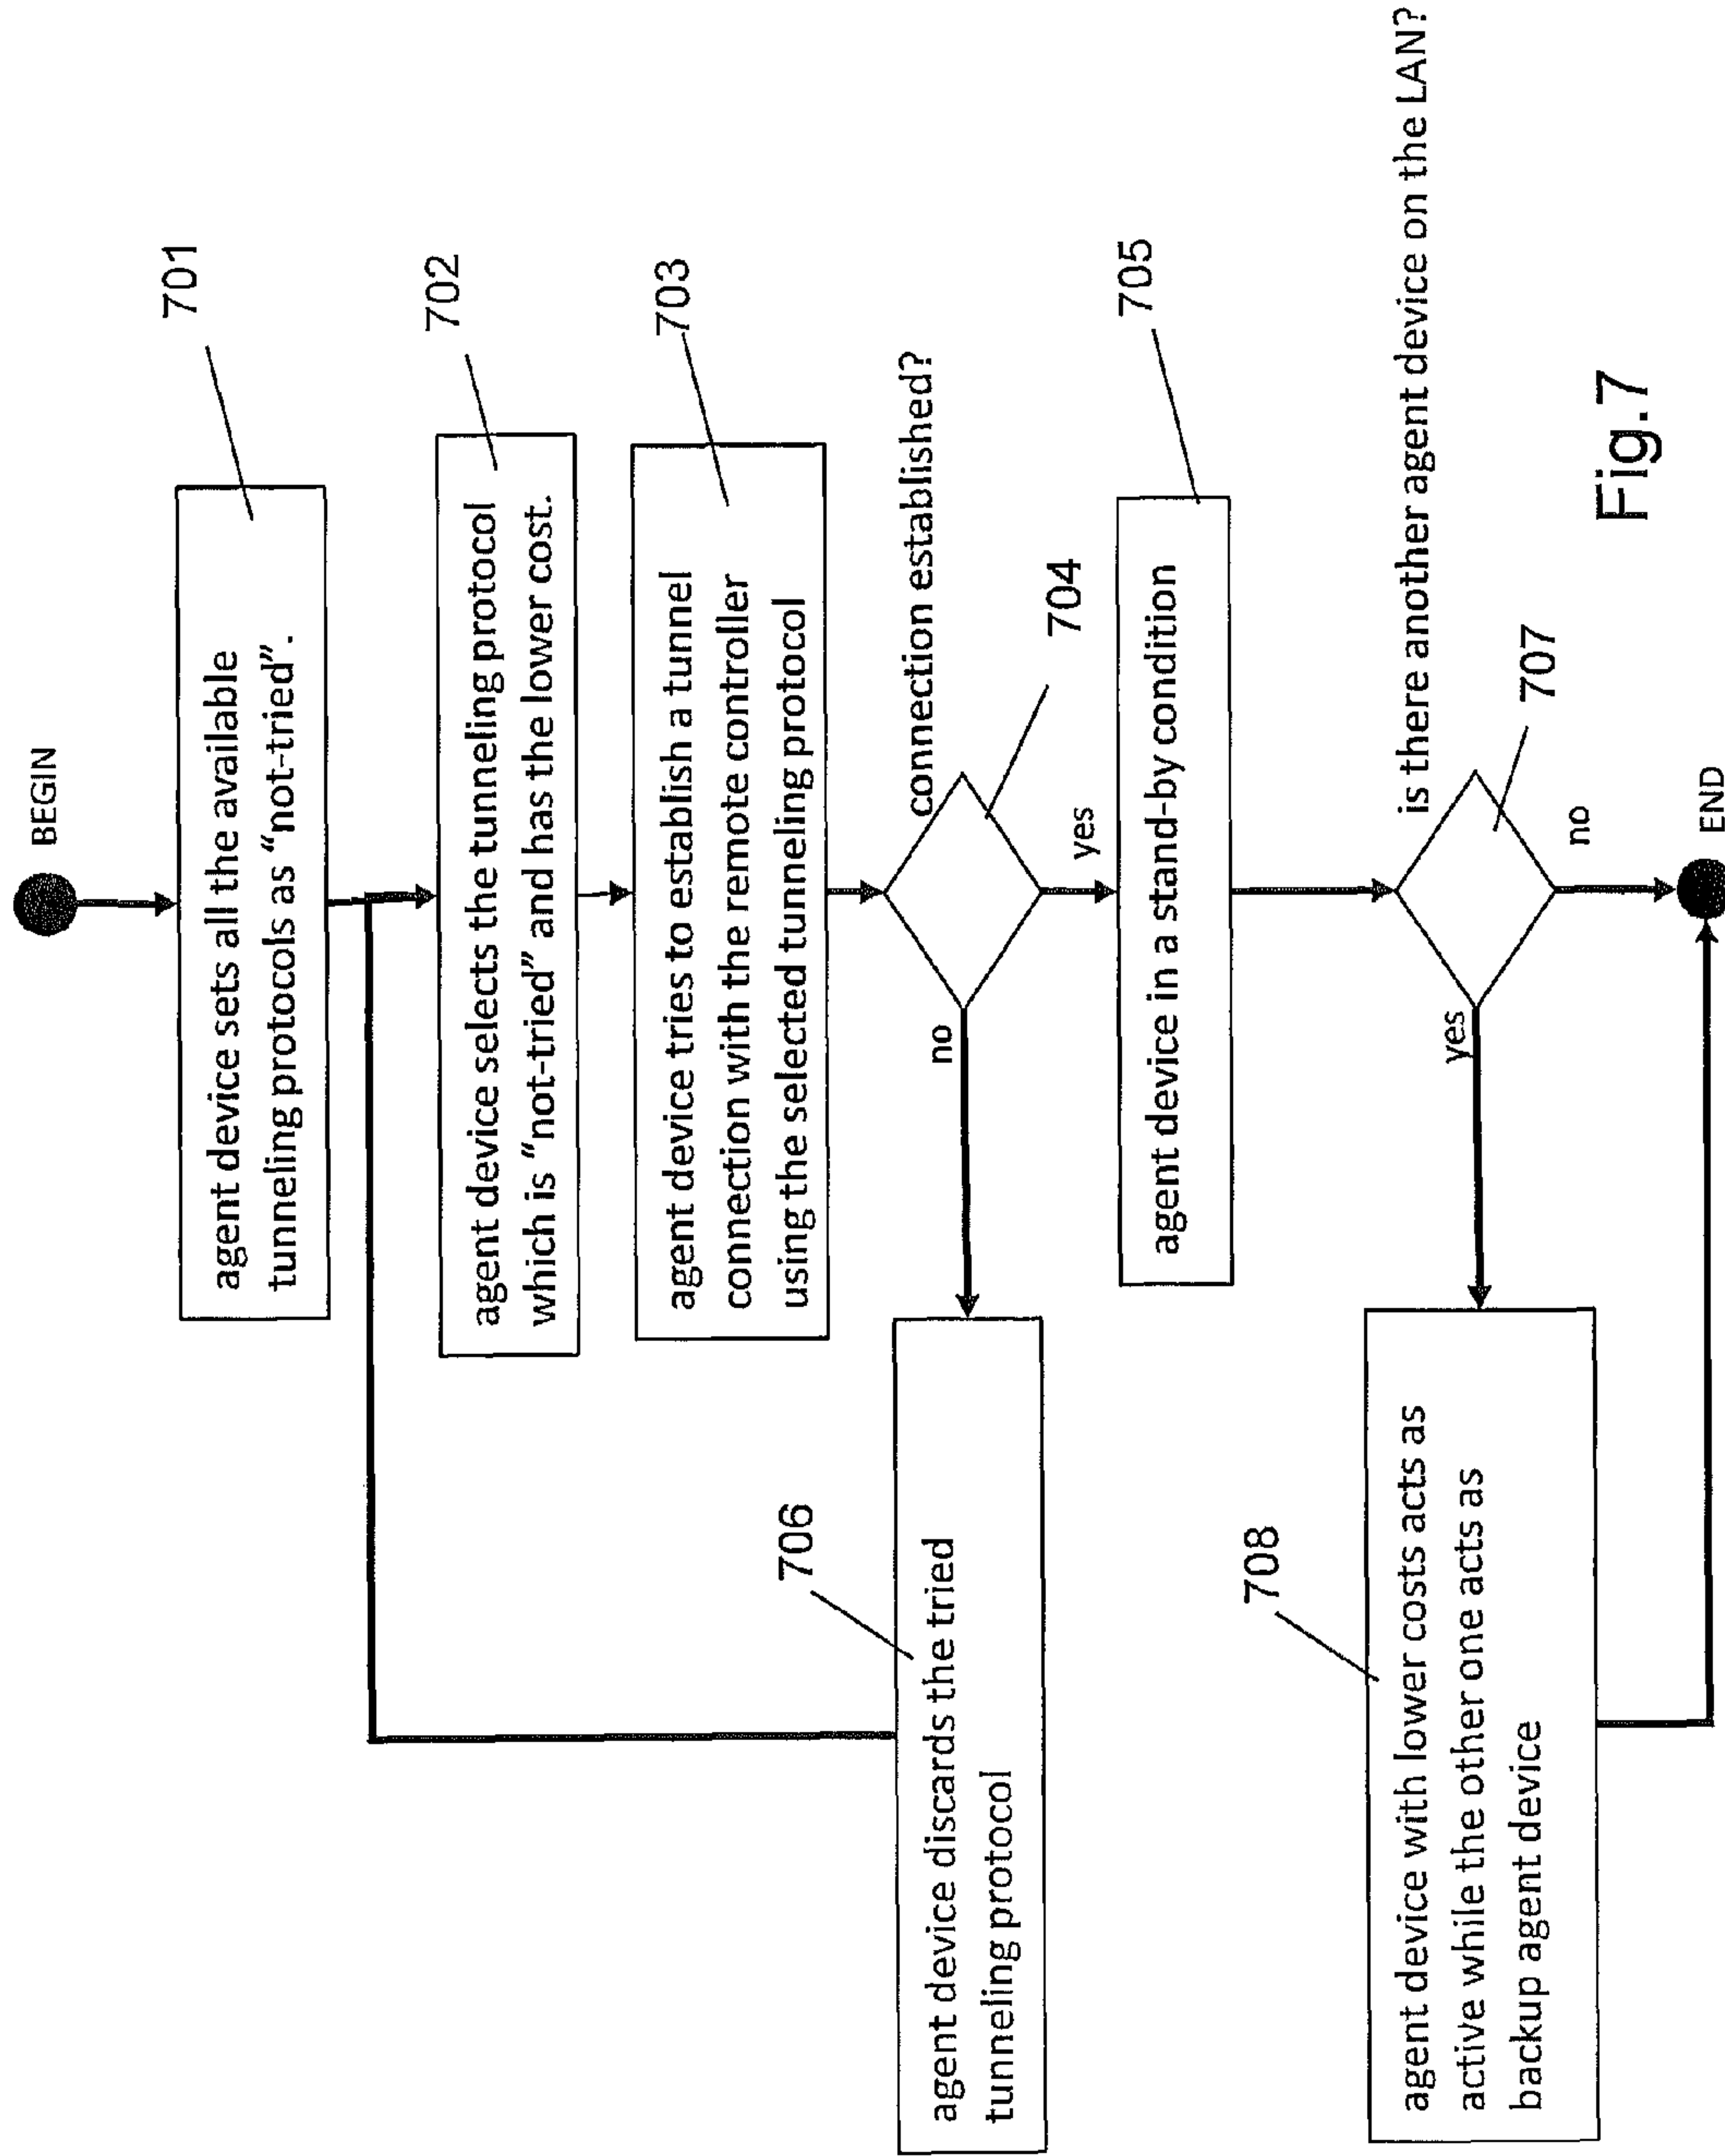 BEGIN
701
agent device sets all the available
tunneling protocols as “not-tried”.
702
agent device selects the tunneling protocol
which is “not-tried” and has the lower cost.
703
agent device tries to establish a tunnel
connection with the remote controller
using the selected tunneling protocol
connection established?
704
no
yes
706
agent device discards the tried
tunneling protocol
705
agent device in a stand-by condition
is there another agent device on the LAN?
707
yes
no
708
agent device with lower costs acts as
active while the other one acts as
backup agent device
END
Fig.7